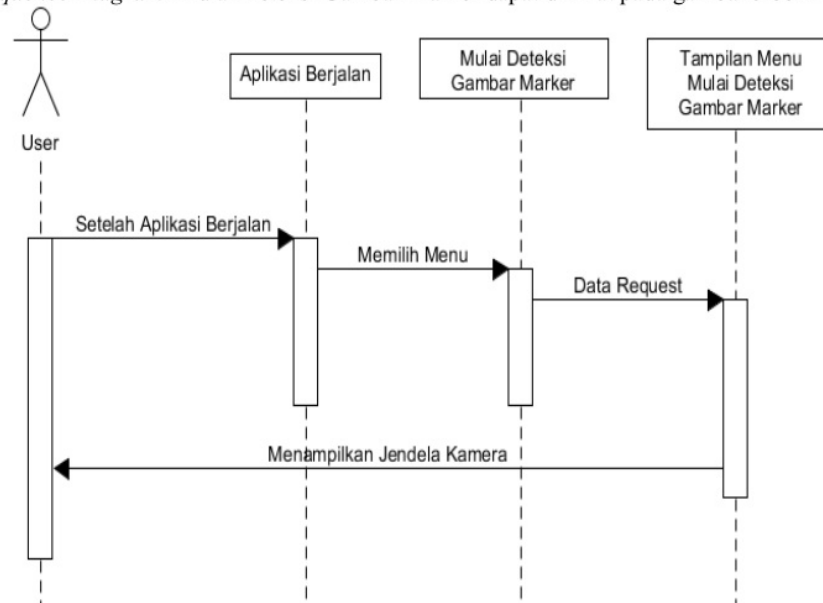 Aplikasi Berjalan
Mulai Deteksi
Gambar Marker
Tampilan Menu
Mulai Deteksi
Gambar Marker
User
Setelah Aplikasi Berjalan
Memilih Menu
Data Request
Menampilkan Jendela Kamera